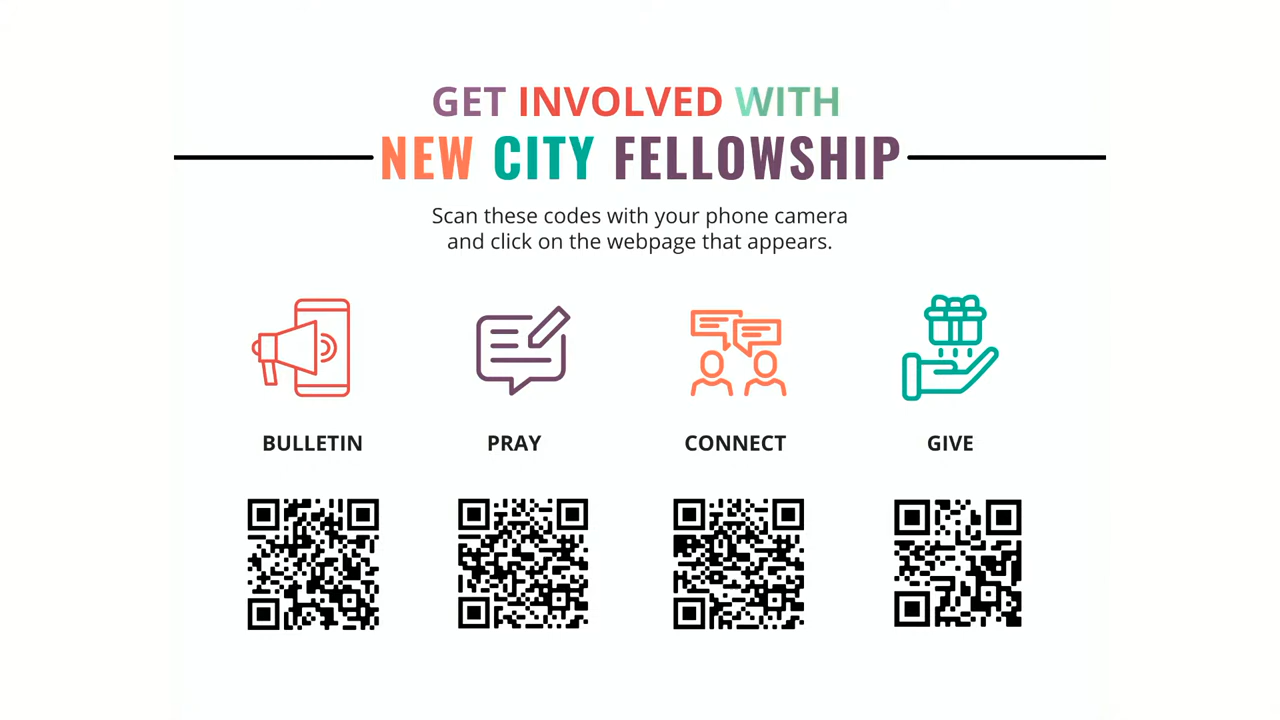 GET INVOLVED WITH
NEW CITY FELLOWSHIP
Scan these codes with your phone camera
and click on the webpage that appears.
BULLETIN PRAY CONNECT GIVE